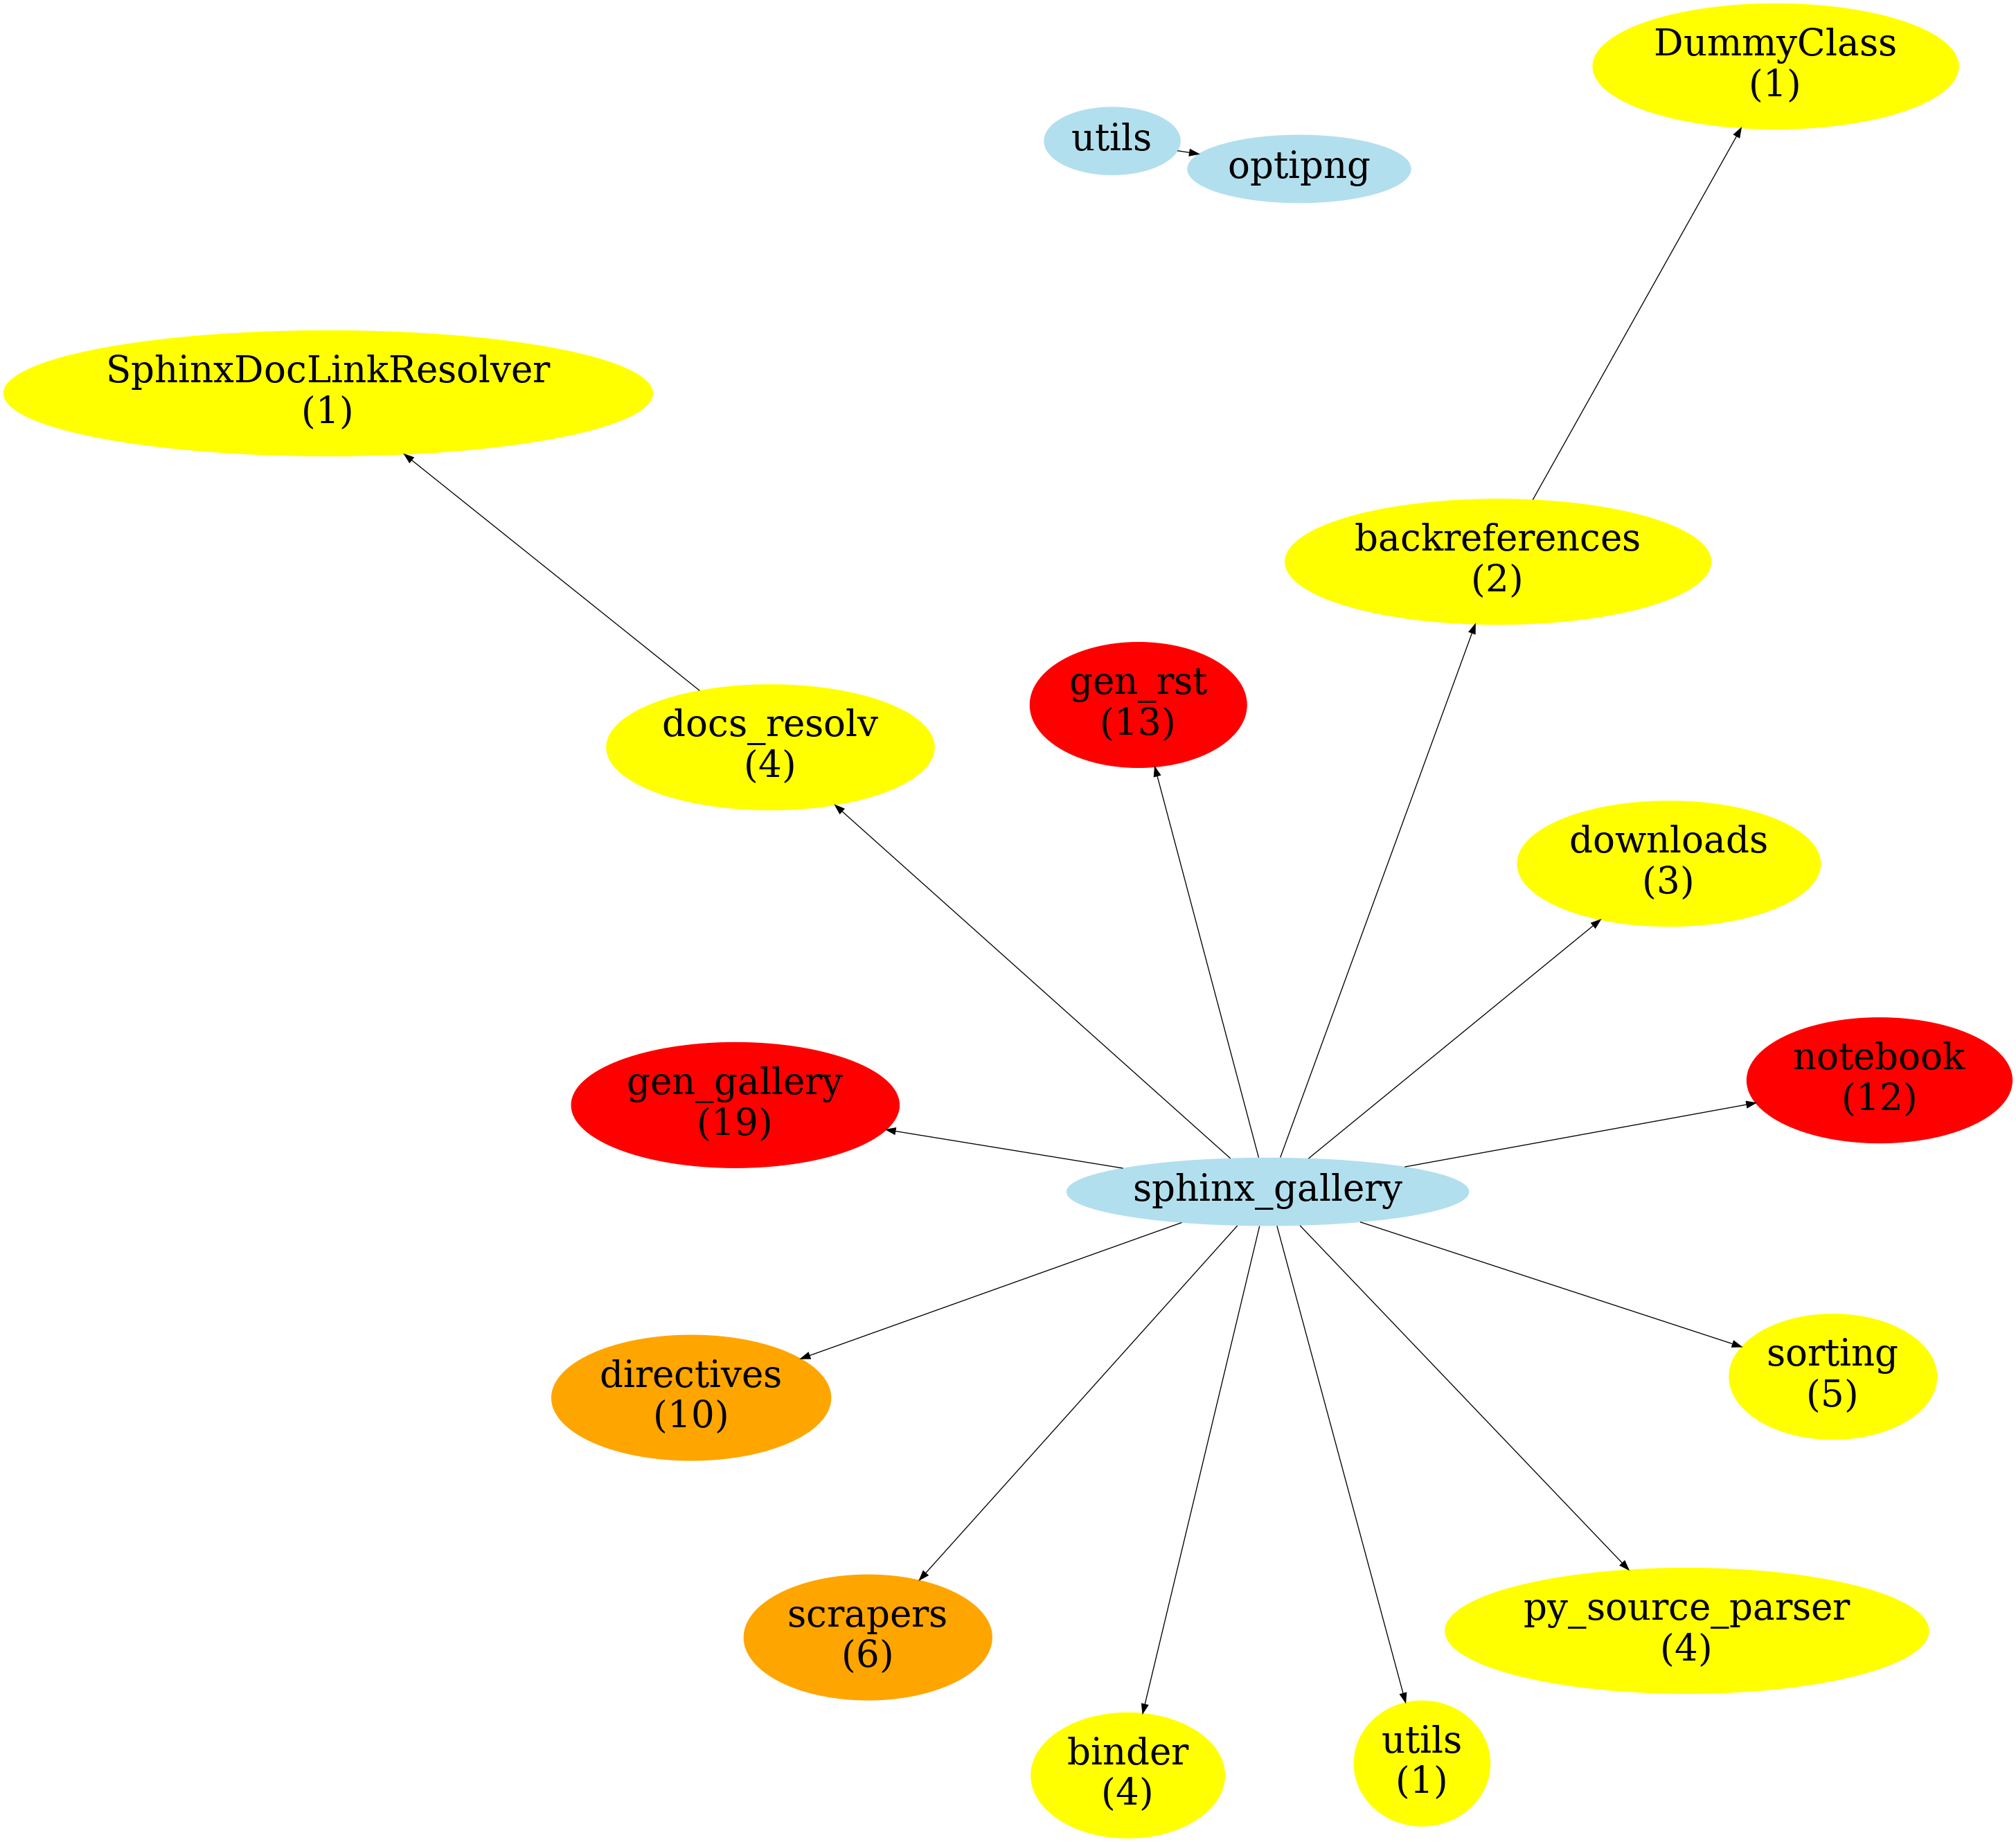 DummyClass
(1)
utils
optipng
SphinxDocLinkResolver
(1)
backreferences
(2)
gen_rst
(13)
docs_resolv
(4)
downloads
(3)
notebook
(12)
gen_gallery
(19)
sphinx_gallery
directives
(10)
sorting
(5)
scrapers
(6)
py_source_parser
(4)
binder
(4)
utils
(1)